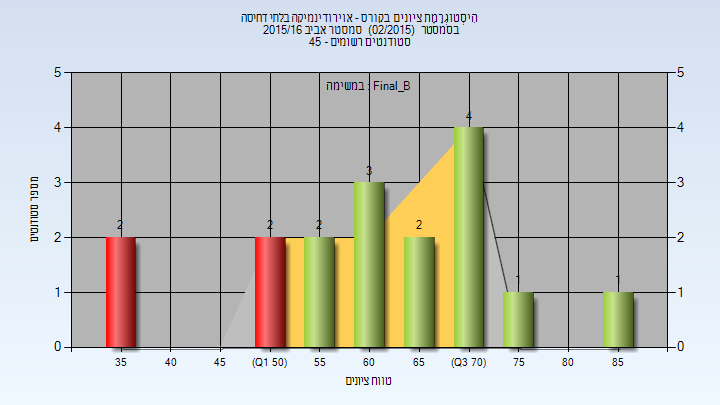 היסטוגרמת ציונים בקורס - אוירודינמיקה בלתי דחיסה
בסמסטר (02/2015) סמסטר אביב 2015/16
סטודנטים רשומים - 45
במשימה : Final_B
מספר סטודנטים
5 5
4 4
3 3
2 2
1 1
0 0
2 2 2 3 2 4 1 1
35 40 45 (Q1 50) 55 60 65 (Q3 70) 75 80 85
טווח ציונים